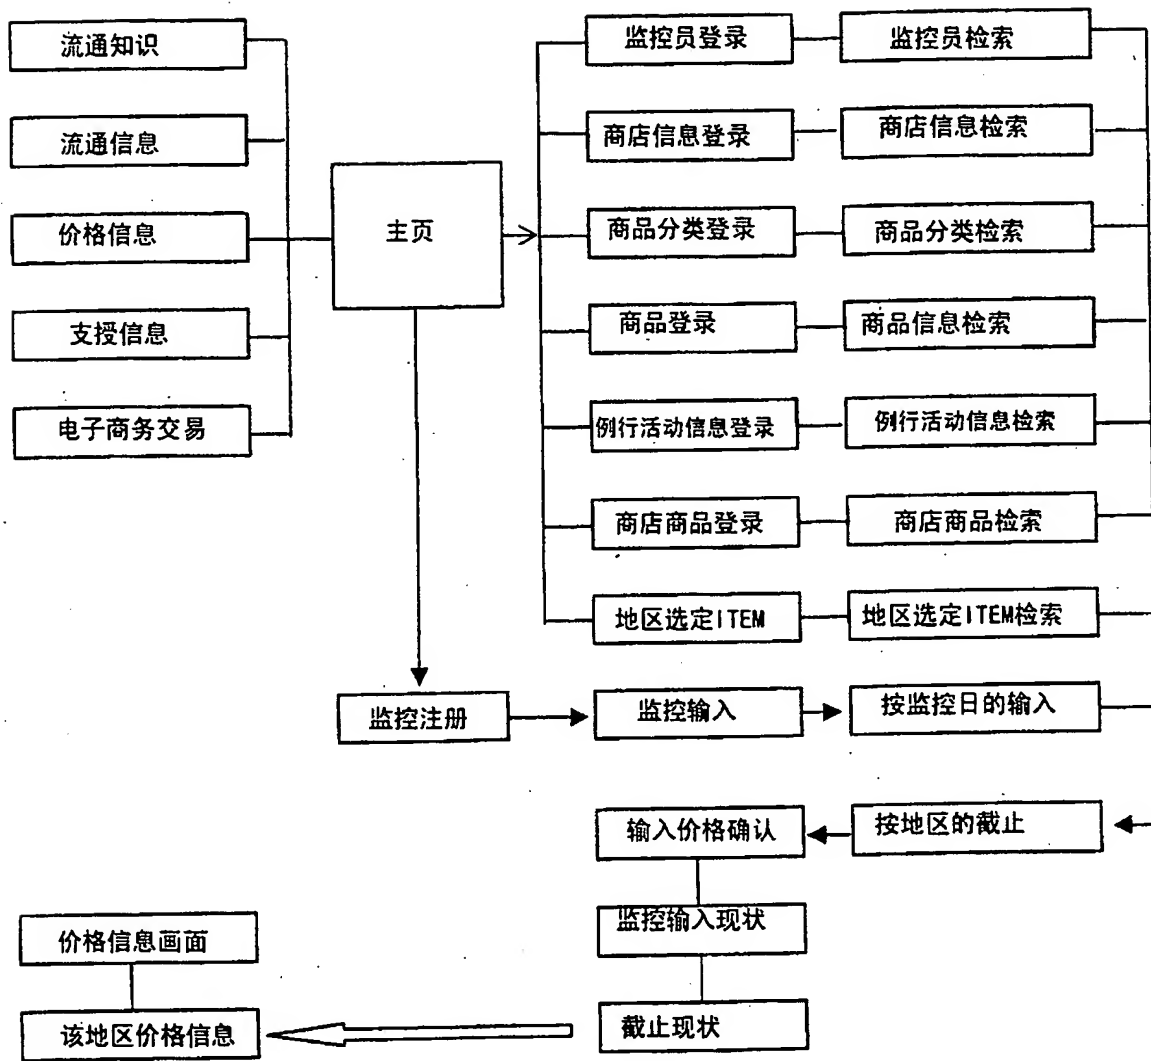 流通知识
流通信息
价格信息
支授信息
电子商务交易
主页
监控员登录
监控员检索
商店信息登录
商店信息检索
商品分类登录
商品分类检索
商品登录
商品信息检索
例行活动信息登录
例行活动信息检索
商店商品登录
商店商品检索
地区选定ITEM
地区选定ITEM检索
监控注册
监控输入
按监控日的输入
输入价格确认
按地区的截止
监控输入现状
截止现状
价格信息画面
该地区价格信息